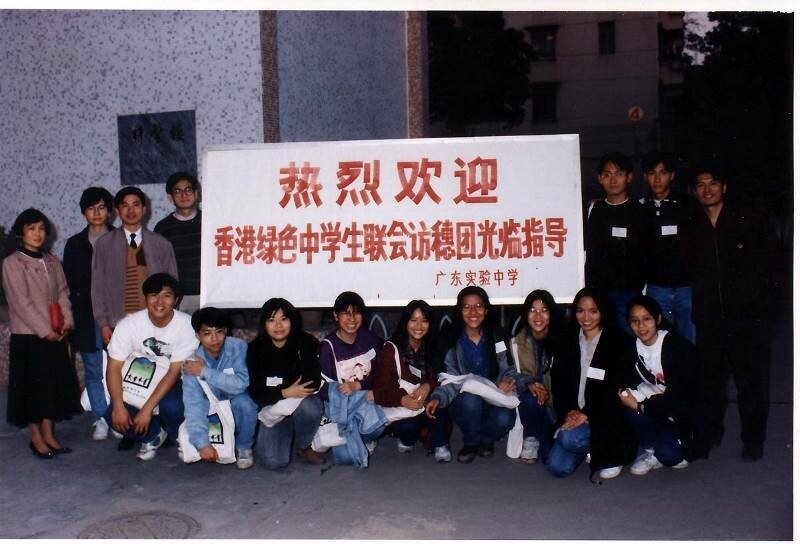 热烈欢迎
香港绿色中学生联会访穗团光临指导
广东实验中学
4